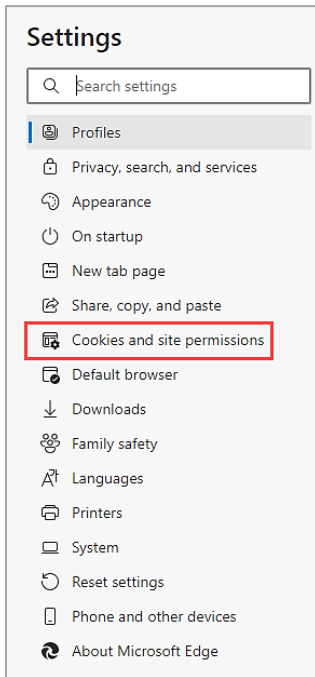 Settings
Search settings
Profiles
Privacy, search, and services
Appearance
On startup
New tab page
Share, copy, and paste
Cookies and site permissions
Default browser
Downloads
Family safety
Languages
Printers
System
Reset settings
Phone and other devices
About Microsoft Edge